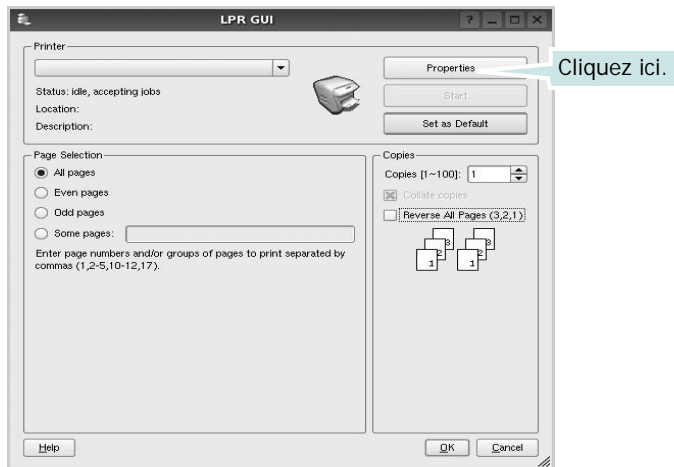 LPR GUI
Printer
Properties
Cliquez ici.
Status: idle, accepting jobs
Start
Location:
Description:
Set as Default
Page Selection
All pages
Even pages
Odd pages
Some pages:
Enter page numbers and/or groups of pages to print separated by
commas (1,2-5,10-12,17).
Copies
Copies [1~100]: 1
Collate copies
Reverse All Pages (3,2,1)
3 3
2 2
1 1
Help
OK
Cancel